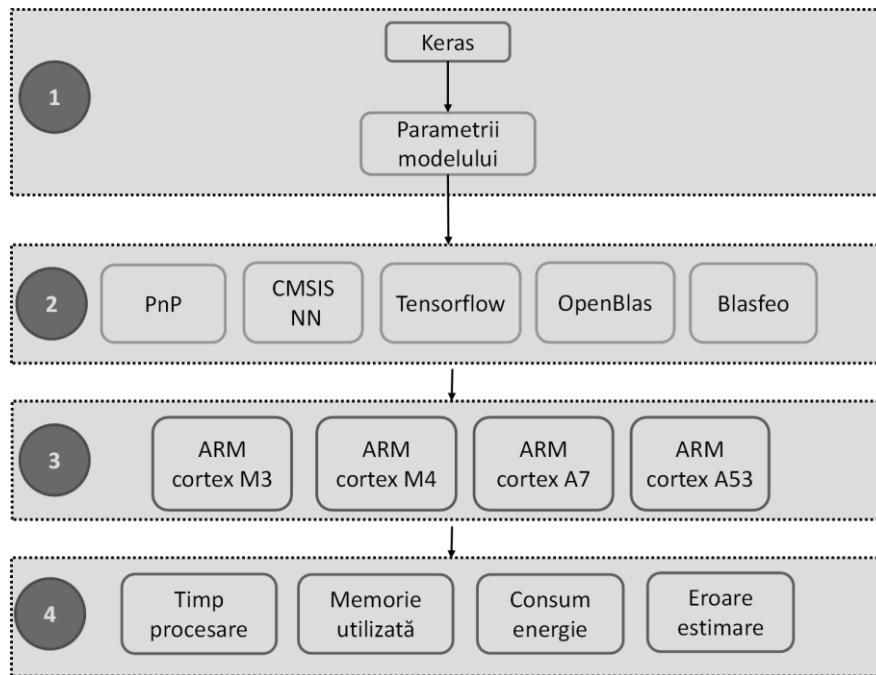 1
Keras
Parametrii
modelului
2
PnP
CMSIS
NN
Tensorflow
OpenBlas
Blasfeo
3
ARM
cortex M3
ARM
cortex M4
ARM
cortex A7
ARM
cortex A53
4
Timp
procesare
Memorie
utilizată
Consum
energie
Eroare
estimare